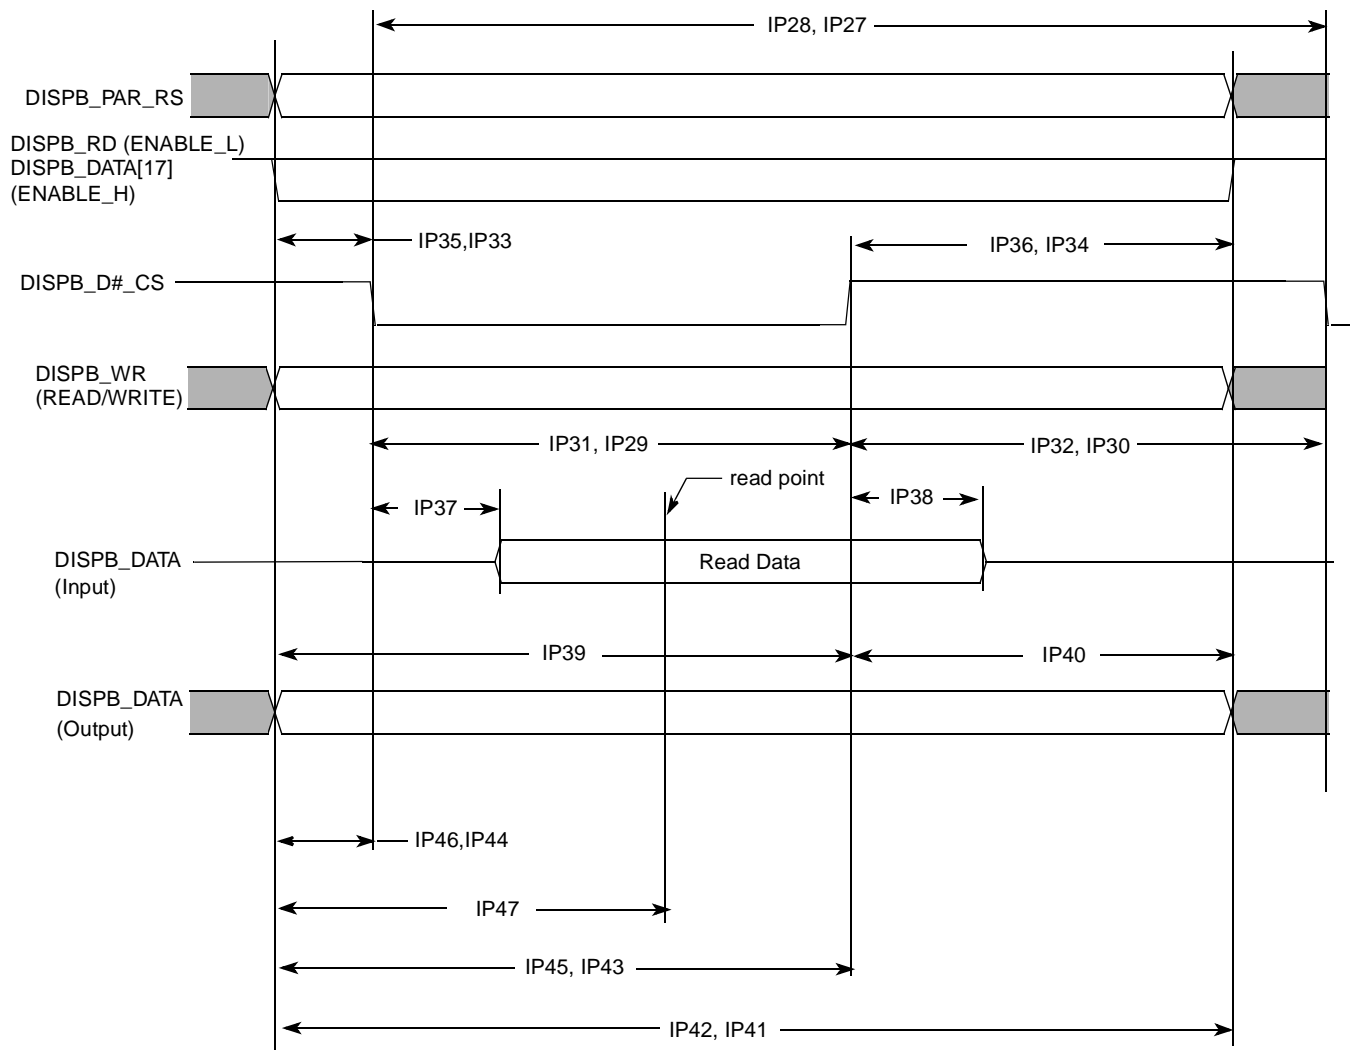 IP28, IP27
DISPB_PAR_RS
DISPB_RD (ENABLE_L)
DISPB_DATA[17]
(ENABLE_H)
IP35,IP33
IP36, IP34
DISPB_D#_CS
DISPB_WR
(READ/WRITE)
IP31, IP29
IP32, IP30
read point
IP37
IP38
DISPB_DATA
(Input)
Read Data
IP39
IP40
DISPB_DATA
(Output)
IP46,IP44
IP47
IP45, IP43
IP42, IP41